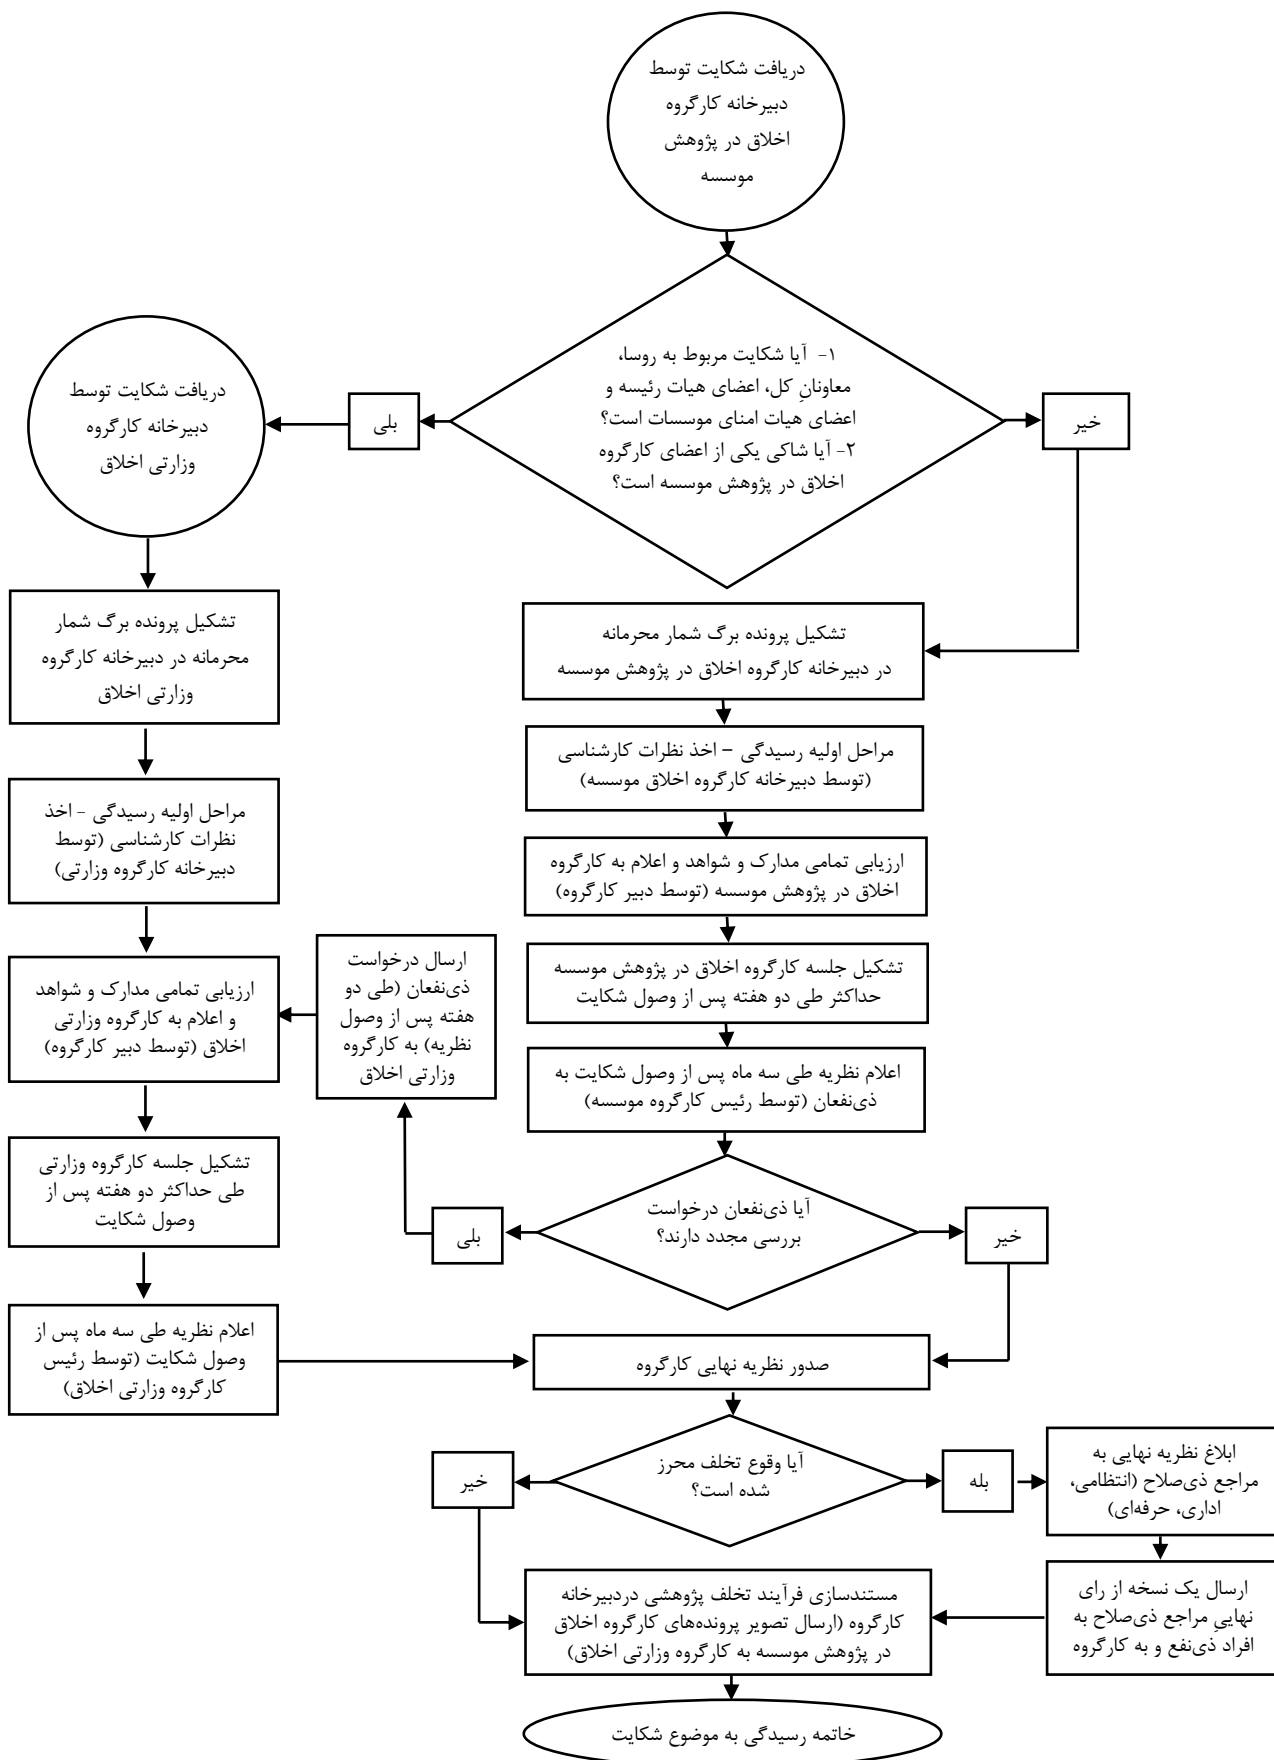 دریافت شکایت توسط
دبیرخانه کارگروه
اخلاق در پژوهش
موسسه
۱- آیا شکایت مربوط به روسا،
معاونانِ کل، اعضای هیات رئیسه و
اعضای هیات امنای موسسات است؟
۲- آیا شاکی یکی از اعضای کارگروه
اخلاق در پژوهش موسسه است؟
خیر
بلی
دریافت شکایت توسط
دبیرخانه کارگروه
وزارتی اخلاق
تشکیل پرونده برگ شمار
محرمانه در دبیرخانه کارگروه
وزارتی اخلاق
مراحل اولیه رسیدگی - اخذ
نظرات کارشناسی (توسط
دبیرخانه کارگروه وزارتی)
ارزیابی تمامی مدارک و شواهد
و اعلام به کارگروه وزارتی
اخلاق (توسط دبیر کارگروه)
تشکیل جلسه کارگروه وزارتی
طی حداکثر دو هفته پس از
وصول شکایت
اعلام نظریه طی سه ماه پس از
وصول شکایت (توسط رئیس
کارگروه وزارتی اخلاق)
تشکیل پرونده برگ شمار محرمانه
در دبیرخانه کارگروه اخلاق در پژوهش موسسه
مراحل اولیه رسیدگی – اخذ نظرات کارشناسی
(توسط دبیرخانه کارگروه اخلاق موسسه)
ارزیابی تمامی مدارک و شواهد و اعلام به کارگروه
اخلاق در پژوهش موسسه (توسط دبیر کارگروه)
تشکیل جلسه کارگروه اخلاق در پژوهش موسسه
حداکثر طی دو هفته پس از وصول شکایت
اعلام نظریه طی سه ماه پس از وصول شکایت به
ذی‌نفعان (توسط رئیس کارگروه موسسه)
آیا ذی‌نفعان درخواست
بررسی مجدد دارند؟
خیر
بلی
ارسال درخواست
ذی‌نفعان (طی دو
هفته پس از وصول
نظریه) به کارگروه
وزارتی اخلاق
صدور نظریه نهایی کارگروه
آیا وقوع تخلف محرز
شده است؟
بله
خیر
ابلاغ نظریه نهایی به
مراجع ذی‌صلاح (انتظامی،
اداری، حرفه‌ای)
ارسال یک نسخه از رای
نهاییِ مراجع ذی‌صلاح به
افراد ذی‌نفع و به کارگروه
مستندسازی فرآیند تخلف پژوهشی دردبیرخانه
کارگروه (ارسال تصویر پرونده‌های کارگروه اخلاق
در پژوهش موسسه به کارگروه وزارتی اخلاق)
خاتمه رسیدگی به موضوع شکایت